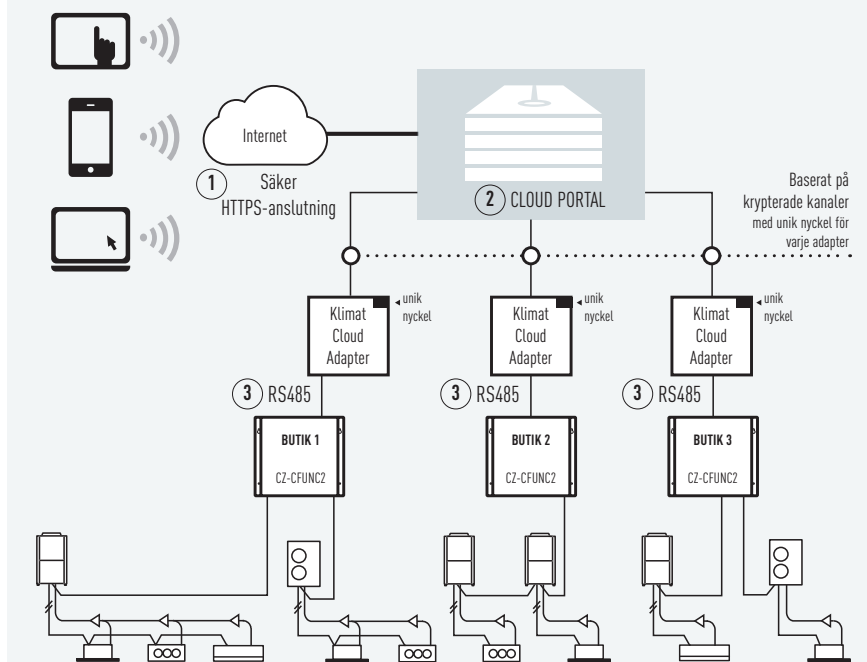 Internet
1 Säker
HTTPS-anslutning
2 CLOUD PORTAL
Baserat på
krypterade kanaler
med unik nyckel för
varje adapter
Klimat
Cloud
Adapter
unik
nyckel
Klimat
Cloud
Adapter
unik
nyckel
Klimat
Cloud
Adapter
unik
nyckel
3 RS485
3 RS485
3 RS485
BUTIK 1
CZ-CFUNC2
BUTIK 2
CZ-CFUNC2
BUTIK 3
CZ-CFUNC2